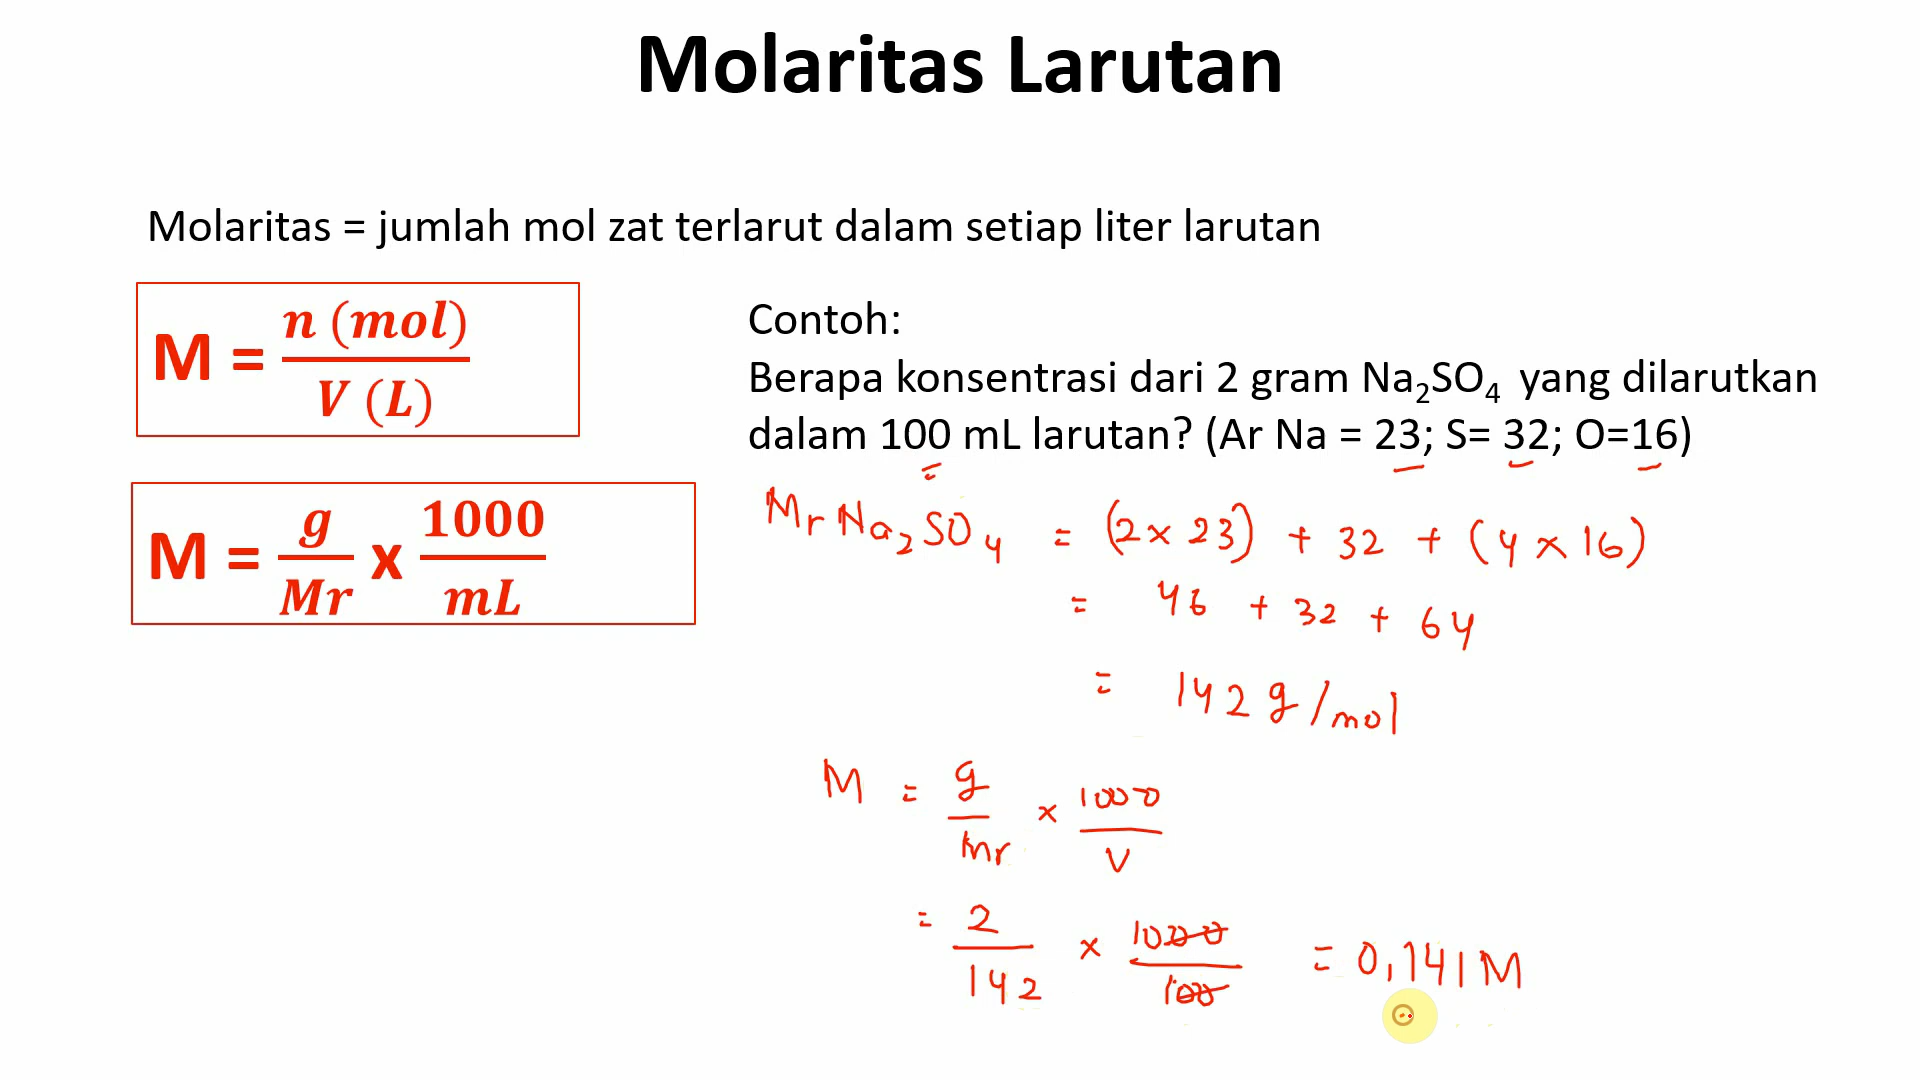 Molaritas Larutan
Molaritas = jumlah mol zat terlarut dalam setiap liter larutan
M = n (mol) / V (L)
M = g / Mr x 1000 / mL
Contoh:
Berapa konsentrasi dari 2 gram Na₂SO₄ yang dilarutkan
dalam 100 mL larutan? (Ar Na = 23; S= 32; O=16)
Mr Na₂SO₄ = (2 x 23) + 32 + (4 x 16)
= 46 + 32 + 64
= 142 g/mol
M = g / Mr x 1000 / V
= 2 / 142 x 1000 / 100 = 0,141 M